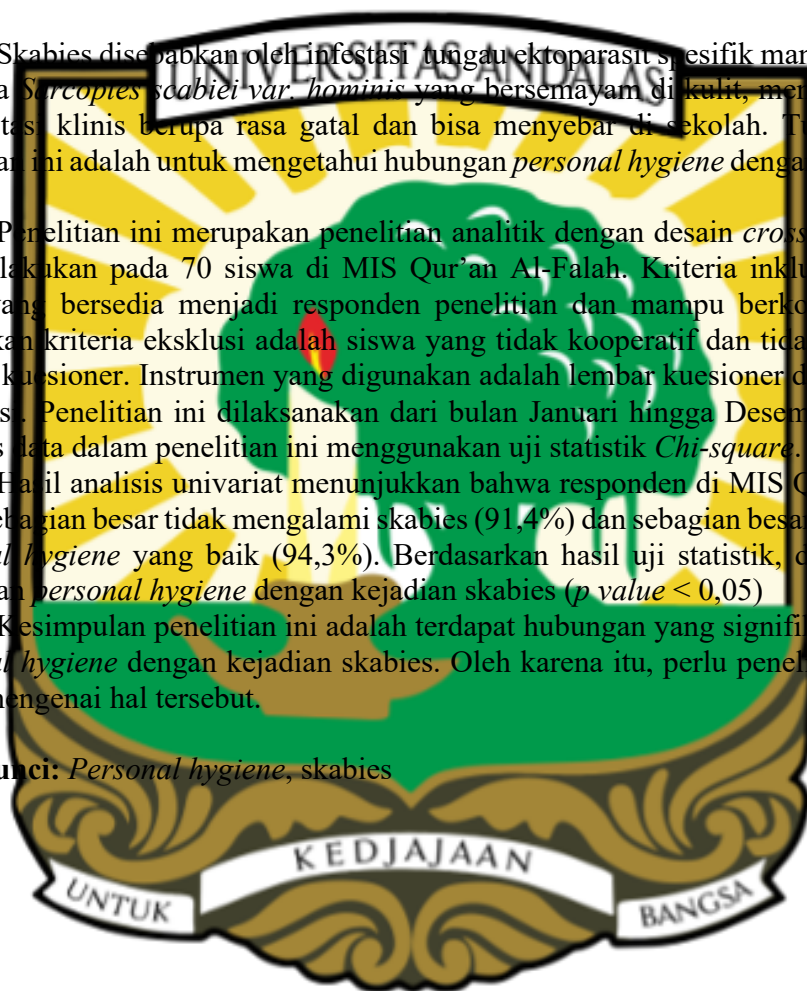 UNIVERSITAS ANDALAS
Skabies disebabkan oleh infestasi tungau ektoparasit spesifik man
a Sarcoptes scabiei var. hominis yang bersemayam di kulit, mem
tasi klinis berupa rasa gatal dan bisa menyebar di sekolah. T
an ini adalah untuk mengetahui hubungan personal hygiene denga
Penelitian ini merupakan penelitian analitik dengan desain cross
lakukan pada 70 siswa di MIS Qur’an Al-Falah. Kriteria inklu
yang bersedia menjadi responden penelitian dan mampu berko
kan kriteria eksklusi adalah siswa yang tidak kooperatif dan tida
kuesioner. Instrumen yang digunakan adalah lembar kuesioner d
s. Penelitian ini dilaksanakan dari bulan Januari hingga Desem
s data dalam penelitian ini menggunakan uji statistik Chi-square.
Hasil analisis univariat menunjukkan bahwa responden di MIS Q
ebagian besar tidak mengalami skabies (91,4%) dan sebagian besar
al hygiene yang baik (94,3%). Berdasarkan hasil uji statistik, d
an personal hygiene dengan kejadian skabies (p value < 0,05)
Kesimpulan penelitian ini adalah terdapat hubungan yang signifi
al hygiene dengan kejadian skabies. Oleh karena itu, perlu penel
mengenai hal tersebut.
unci: Personal hygiene, skabies
UNTUK KEDJAJAAN BANGSA